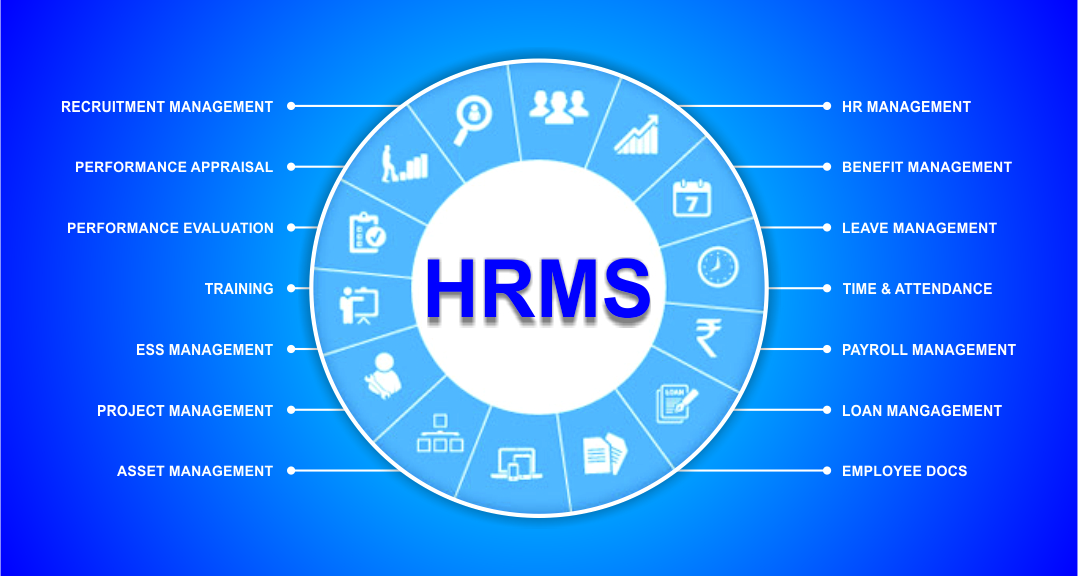 RECRUITMENT MANAGEMENT
PERFORMANCE APPRAISAL
PERFORMANCE EVALUATION
TRAINING
ESS MANAGEMENT
PROJECT MANAGEMENT
ASSET MANAGEMENT
7
₹
LOAN
HRMS
HR MANAGEMENT
BENEFIT MANAGEMENT
LEAVE MANAGEMENT
TIME & ATTENDANCE
PAYROLL MANAGEMENT
LOAN MANGAGEMENT
EMPLOYEE DOCS